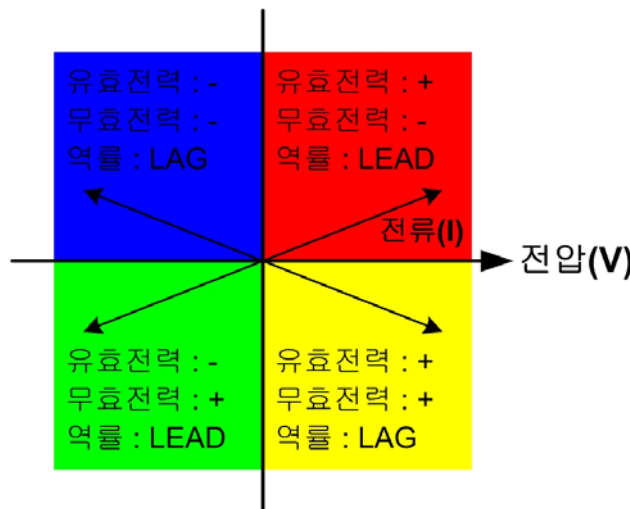 유효전력 : -
무효전력 : -
역률 : LAG
유효전력 : +
무효전력 : -
역률 : LEAD
전류(I)
전압(V)
유효전력 : -
무효전력 : +
역률 : LEAD
유효전력 : +
무효전력 : +
역률 : LAG